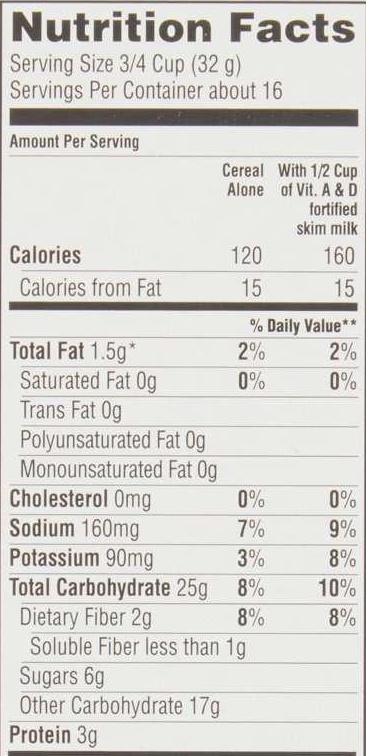 Nutrition Facts
Serving Size 3/4 Cup (32 g)
Servings Per Container about 16
Amount Per Serving
Cereal Alone With 1/2 Cup of Vit. A & D fortified skim milk
Calories 120 160
Calories from Fat 15 15
% Daily Value**
Total Fat 1.5g* 2% 2%
Saturated Fat 0g 0% 0%
Trans Fat 0g
Polyunsaturated Fat 0g
Monounsaturated Fat 0g
Cholesterol 0mg 0% 0%
Sodium 160mg 7% 9%
Potassium 90mg 3% 8%
Total Carbohydrate 25g 8% 10%
Dietary Fiber 2g 8% 8%
Soluble Fiber less than 1g
Sugars 6g
Other Carbohydrate 17g
Protein 3g